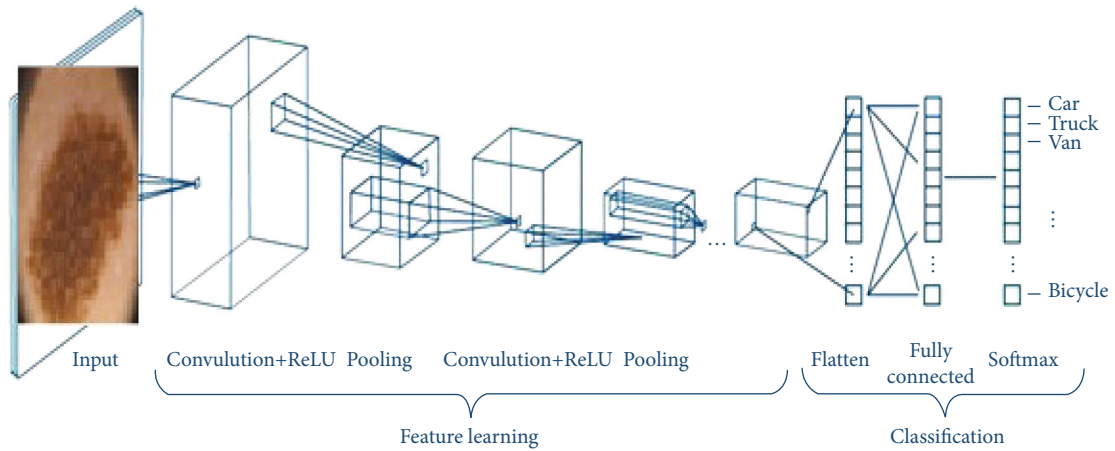 Car
Truck
Van
⋮
...
⋮ ⋮ ⋮
Bicycle
Input Convulution+ReLU Pooling Convulution+ReLU Pooling Flatten Fully connected Softmax
Feature learning Classification